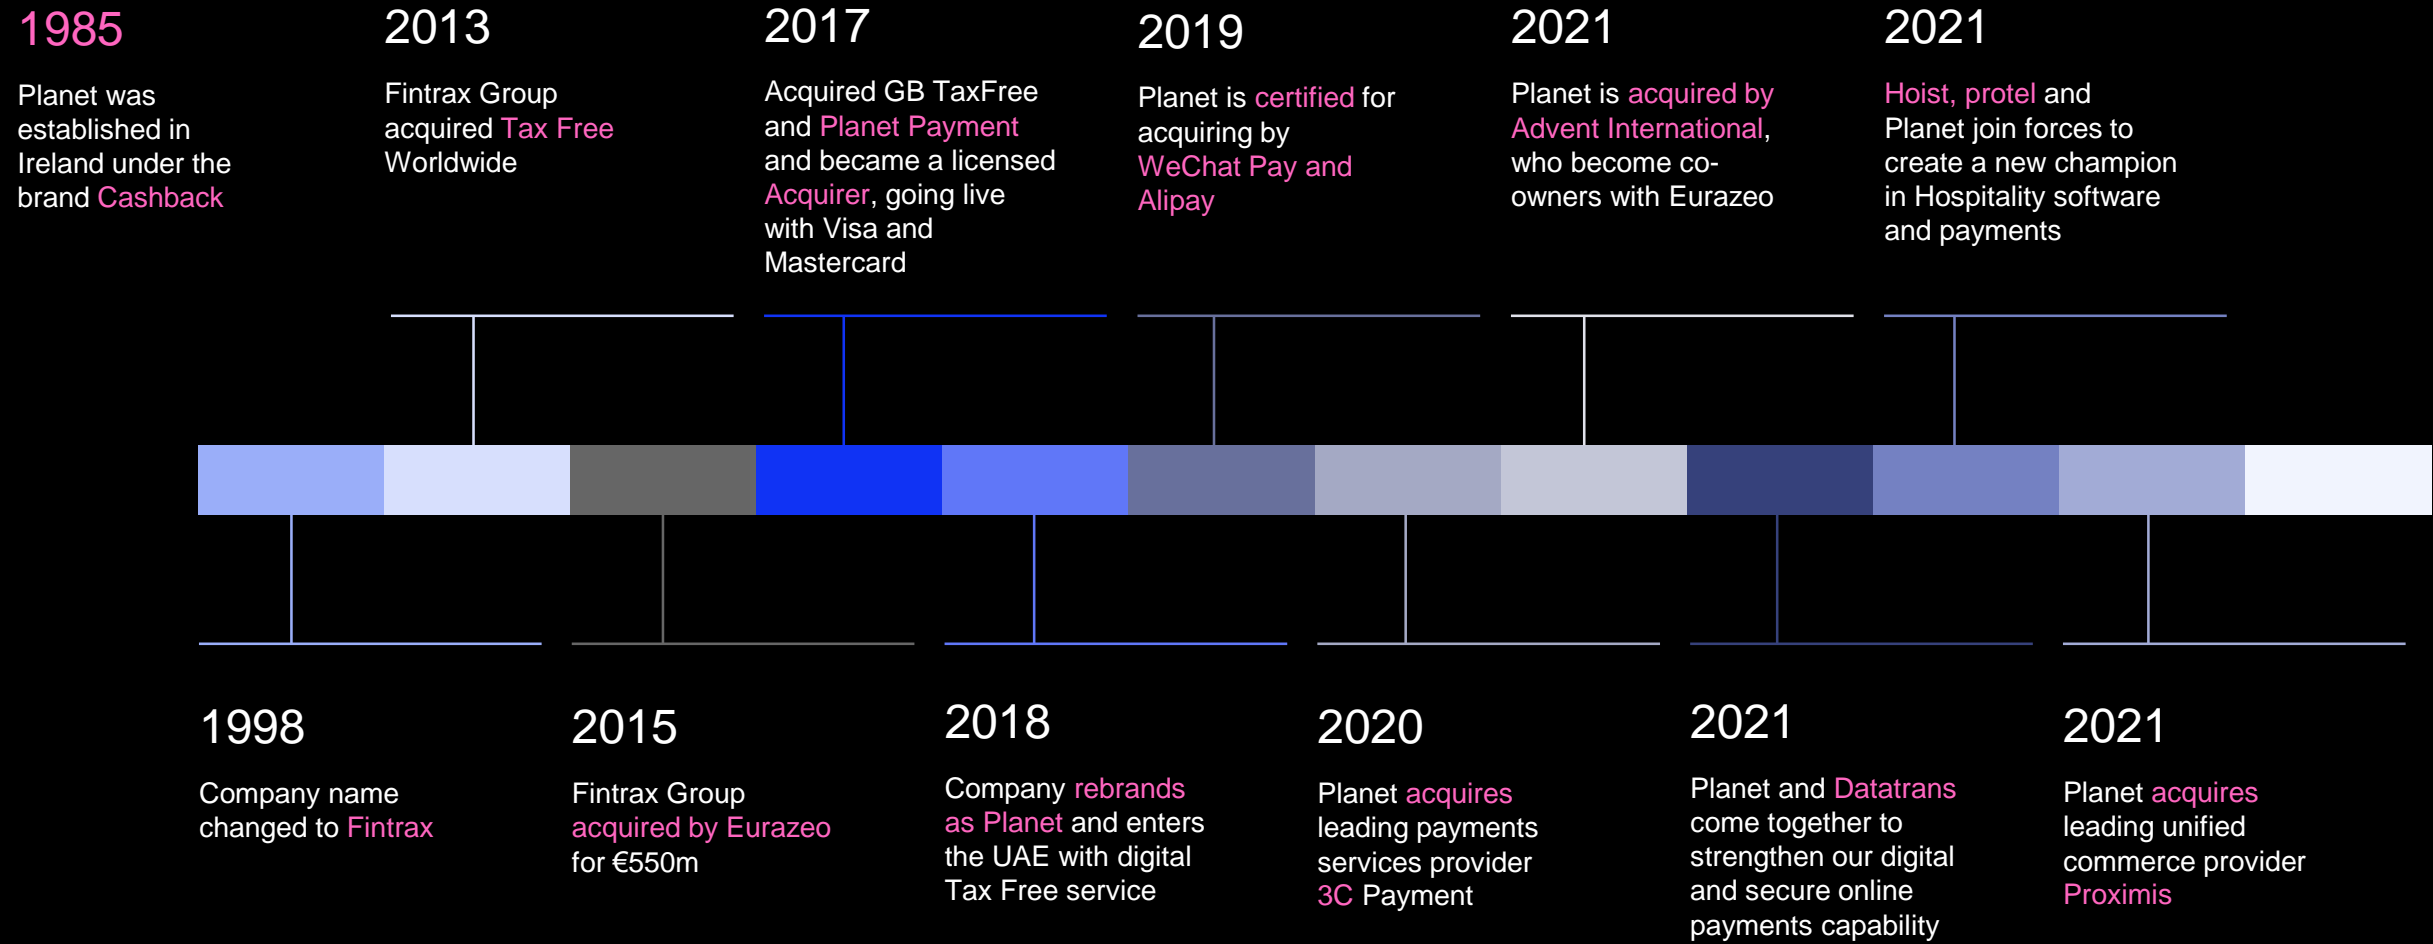 1985
Planet was
established in
Ireland under the
brand Cashback
2013
Fintrax Group
acquired Tax Free
Worldwide
2017
Acquired GB TaxFree
and Planet Payment
and became a licensed
Acquirer, going live
with Visa and
Mastercard
2019
Planet is certified for
acquiring by
WeChat Pay and
Alipay
2021
Planet is acquired by
Advent International,
who become co-
owners with Eurazeo
2021
Hoist, protel and
Planet join forces to
create a new champion
in Hospitality software
and payments
1998
Company name
changed to Fintrax
2015
Fintrax Group
acquired by Eurazeo
for €550m
2018
Company rebrands
as Planet and enters
the UAE with digital
Tax Free service
2020
Planet acquires
leading payments
services provider
3C Payment
2021
Planet and Datatrans
come together to
strengthen our digital
and secure online
payments capability
2021
Planet acquires
leading unified
commerce provider
Proximis